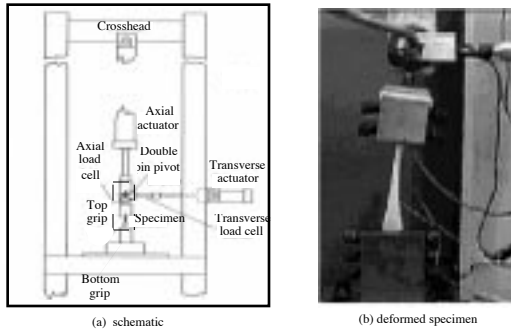 Crosshead
Axial
actuator
Axial
load
cell
Double
pin pivot
Transverse
actuator
Top
grip
Specimen
Transverse
load cell
Bottom
grip
(a) schematic
(b) deformed specimen